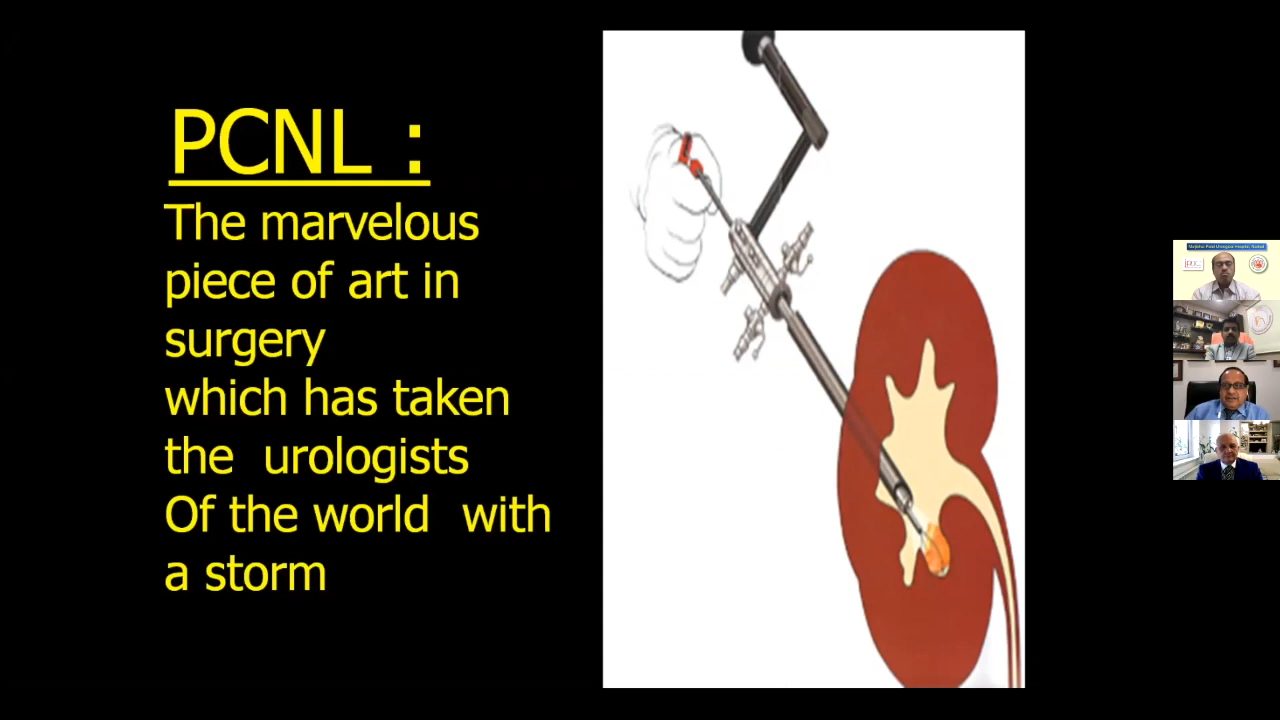 PCNL :
The marvelous
piece of art in
surgery
which has taken
the urologists
Of the world with
a storm